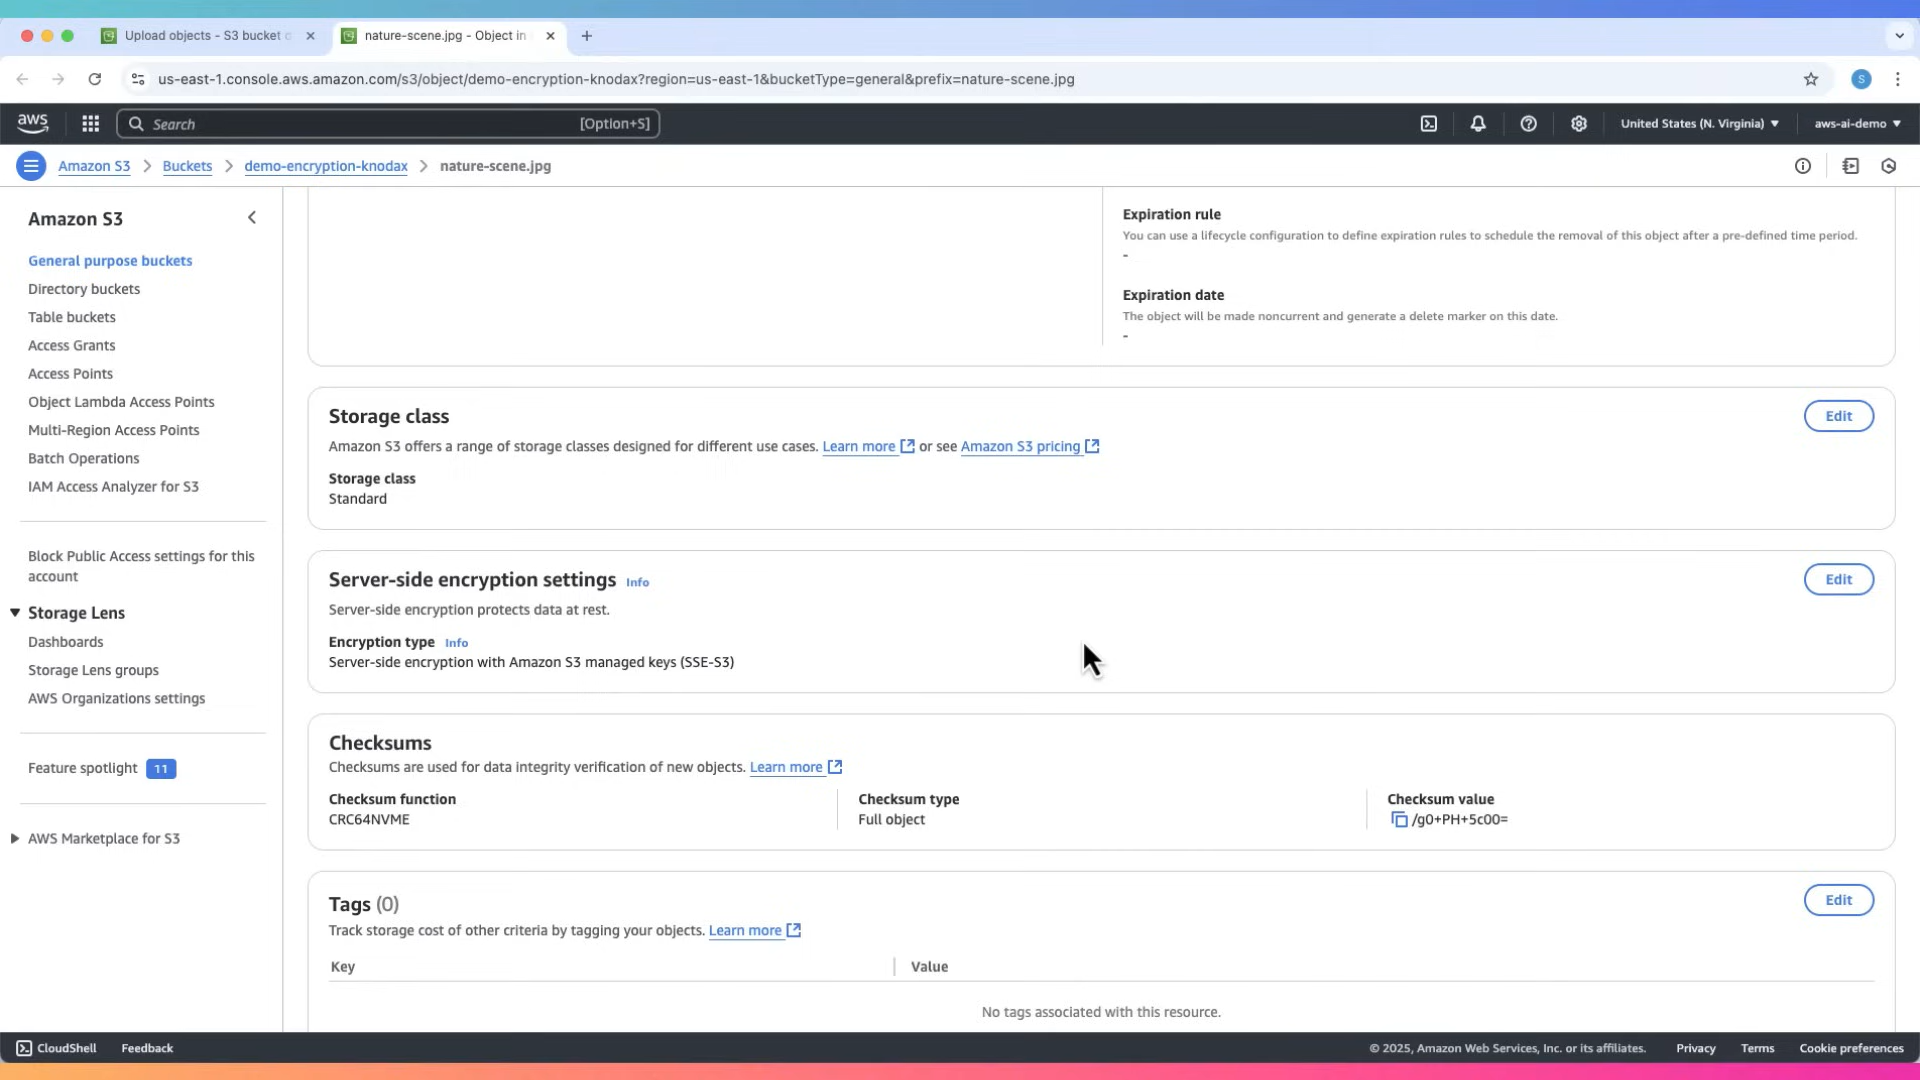 Upload objects - S3 bucket
nature-scene.jpg - Object in
us-east-1.console.aws.amazon.com/s3/object/demo-encryption-knodax?region=us-east-1&bucketType=general&prefix=nature-scene.jpg
S
aws
Search
[Option+S]
United States (N. Virginia)
aws-ai-demo
Amazon S3
Buckets
demo-encryption-knodax
nature-scene.jpg
Amazon S3
General purpose buckets
Directory buckets
Table buckets
Access Grants
Access Points
Object Lambda Access Points
Multi-Region Access Points
Batch Operations
IAM Access Analyzer for S3
Block Public Access settings for this
account
Storage Lens
Dashboards
Storage Lens groups
AWS Organizations settings
Feature spotlight 11
AWS Marketplace for S3
Expiration rule
You can use a lifecycle configuration to define expiration rules to schedule the removal of this object after a pre-defined time period.
-
Expiration date
The object will be made noncurrent and generate a delete marker on this date.
-
Storage class
Edit
Amazon S3 offers a range of storage classes designed for different use cases. Learn more or see Amazon S3 pricing
Storage class
Standard
Server-side encryption settings Info
Edit
Server-side encryption protects data at rest.
Encryption type Info
Server-side encryption with Amazon S3 managed keys (SSE-S3)
Checksums
Checksums are used for data integrity verification of new objects. Learn more
Checksum function
CRC64NVME
Checksum type
Full object
Checksum value
/g0+PH+5c00=
Tags (0)
Edit
Track storage cost of other criteria by tagging your objects. Learn more
Key
Value
No tags associated with this resource.
CloudShell
Feedback
© 2025, Amazon Web Services, Inc. or its affiliates.
Privacy
Terms
Cookie preferences